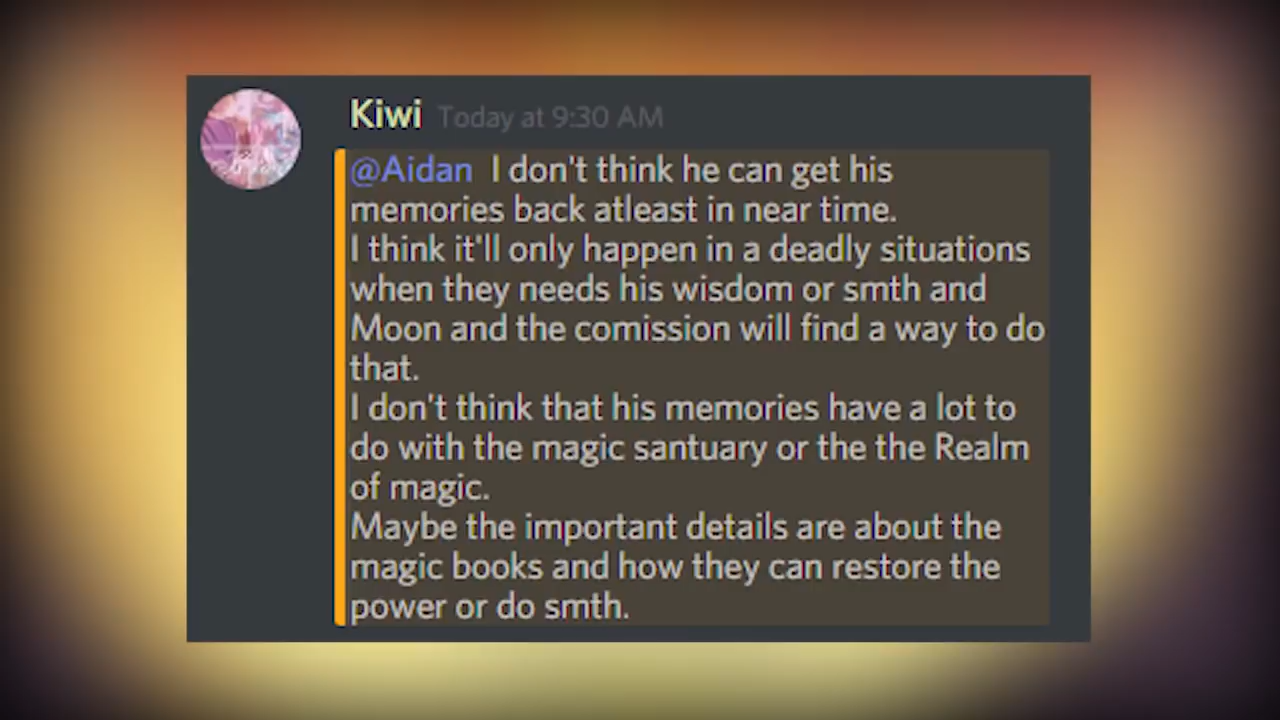 Kiwi Today at 9:30 AM
@Aidan I don't think he can get his
memories back atleast in near time.
I think it'll only happen in a deadly situations
when they needs his wisdom or smth and
Moon and the comission will find a way to do
that.
I don't think that his memories have a lot to
do with the magic santuary or the the Realm
of magic.
Maybe the important details are about the
magic books and how they can restore the
power or do smth.